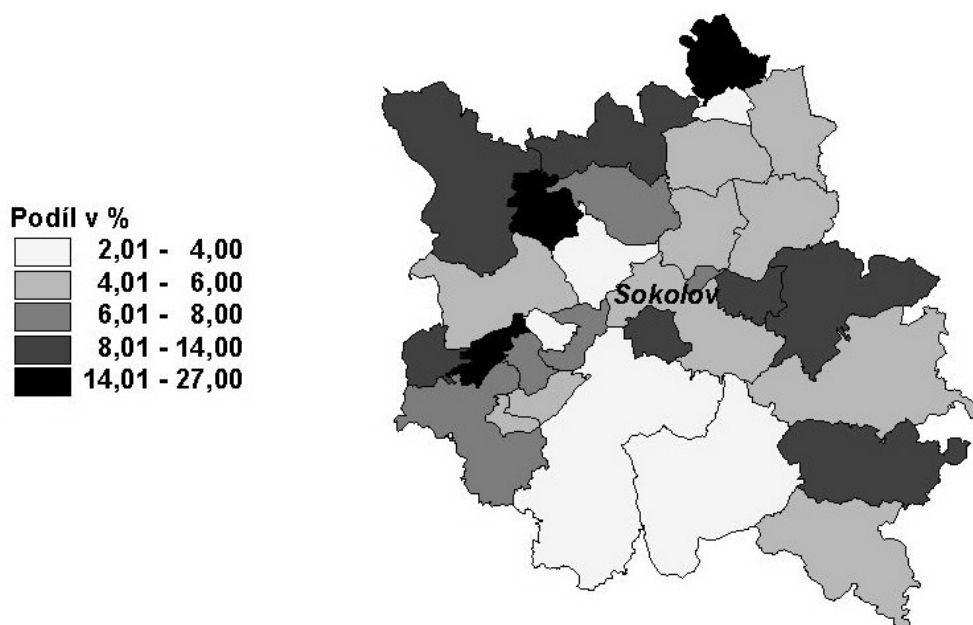 Podíl v %
2,01 - 4,00
4,01 - 6,00
6,01 - 8,00
8,01 - 14,00
14,01 - 27,00
Sokolov